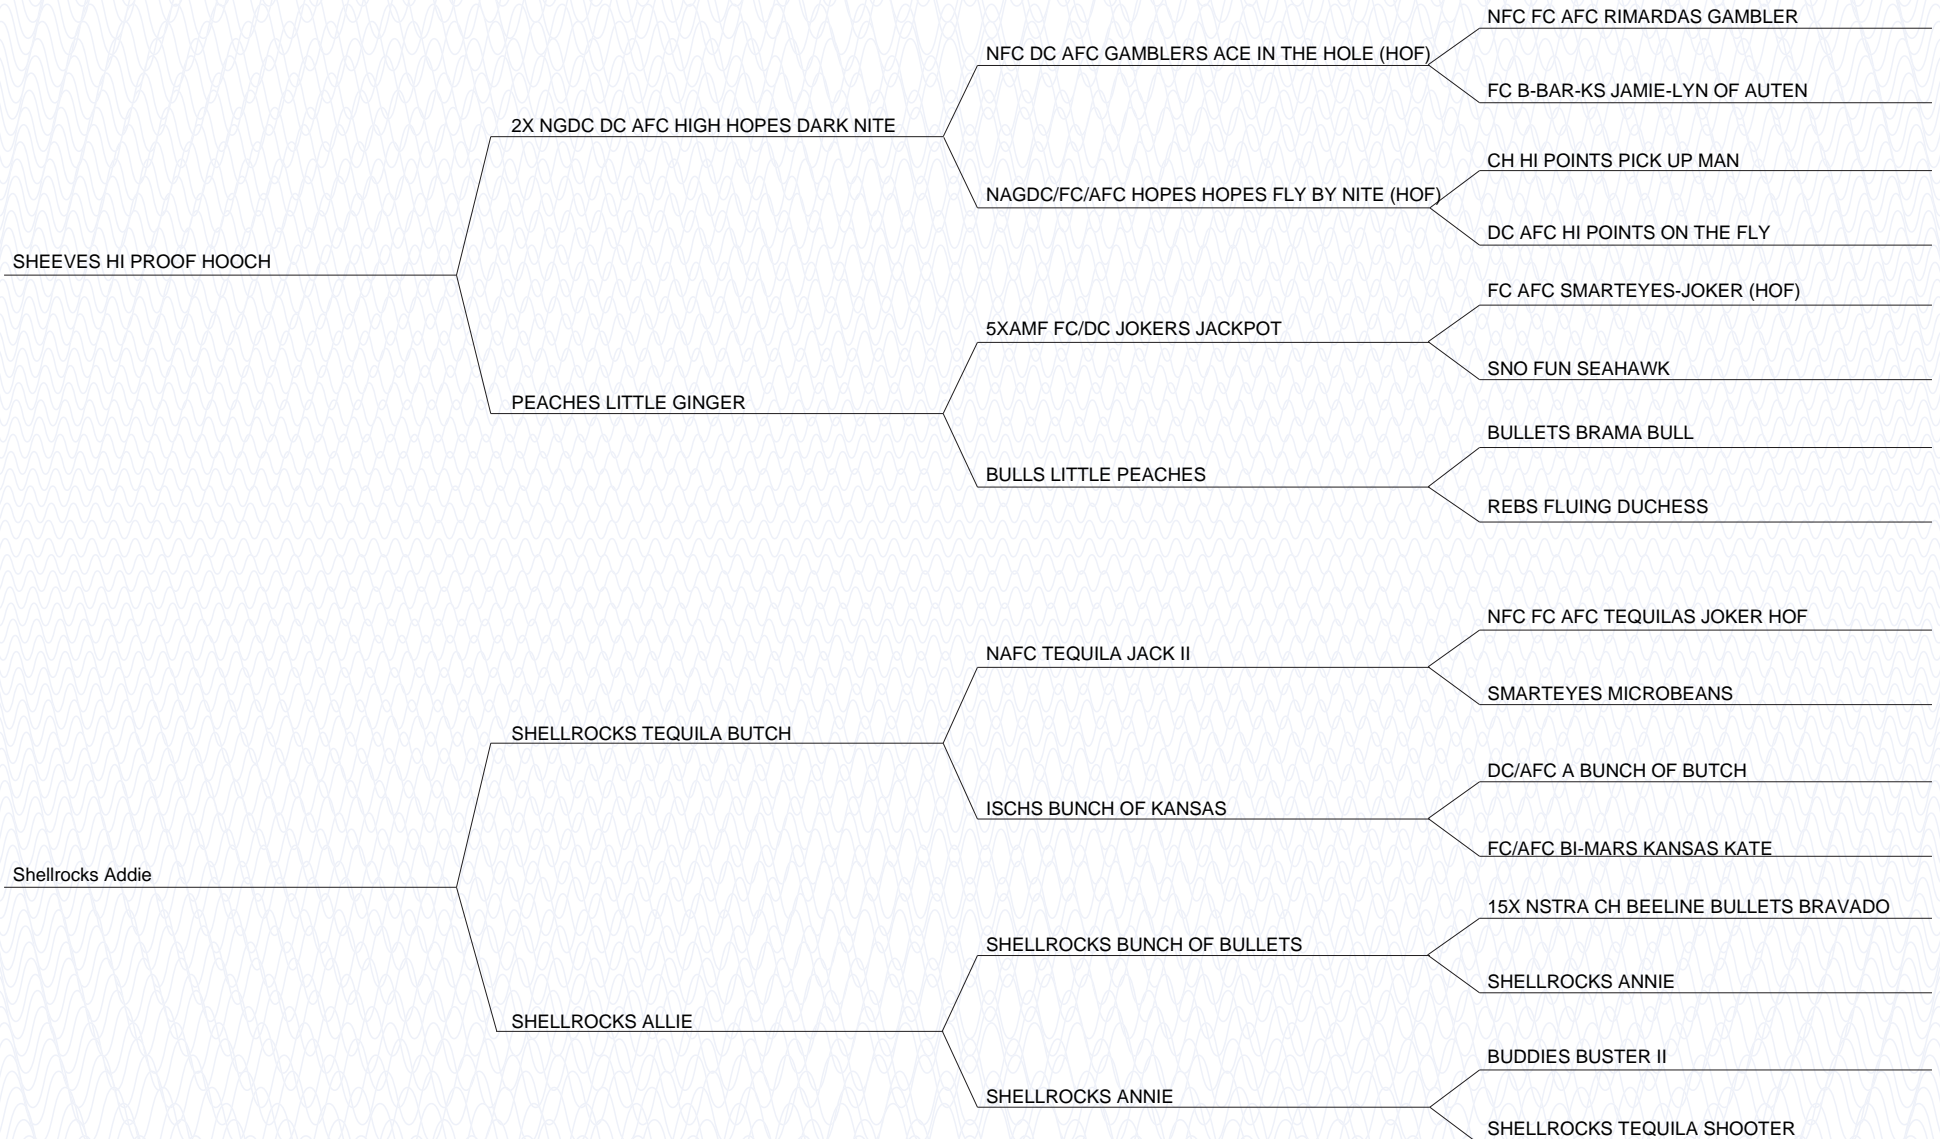 NFC FC AFC RIMARDAS GAMBLER
NFC DC AFC GAMBLERS ACE IN THE HOLE (HOF)
FC B-BAR-KS JAMIE-LYN OF AUTEN
2X NGDC DC AFC HIGH HOPES DARK NITE
CH HI POINTS PICK UP MAN
NAGDC/FC/AFC HOPES HOPES FLY BY NITE (HOF)
DC AFC HI POINTS ON THE FLY
SHEEVES HI PROOF HOOCH
FC AFC SMARTEYES-JOKER (HOF)
5XAMF FC/DC JOKERS JACKPOT
SNO FUN SEAHAWK
PEACHES LITTLE GINGER
BULLETS BRAMA BULL
BULLS LITTLE PEACHES
REBS FLUING DUCHESS
NFC FC AFC TEQUILAS JOKER HOF
NAFC TEQUILA JACK II
SMARTEYES MICROBEANS
SHELLROCKS TEQUILA BUTCH
DC/AFC A BUNCH OF BUTCH
ISCHS BUNCH OF KANSAS
FC/AFC BI-MARS KANSAS KATE
Shellrocks Addie
15X NSTRA CH BEELINE BULLETS BRAVADO
SHELLROCKS BUNCH OF BULLETS
SHELLROCKS ANNIE
SHELLROCKS ALLIE
BUDDIES BUSTER II
SHELLROCKS ANNIE
SHELLROCKS TEQUILA SHOOTER